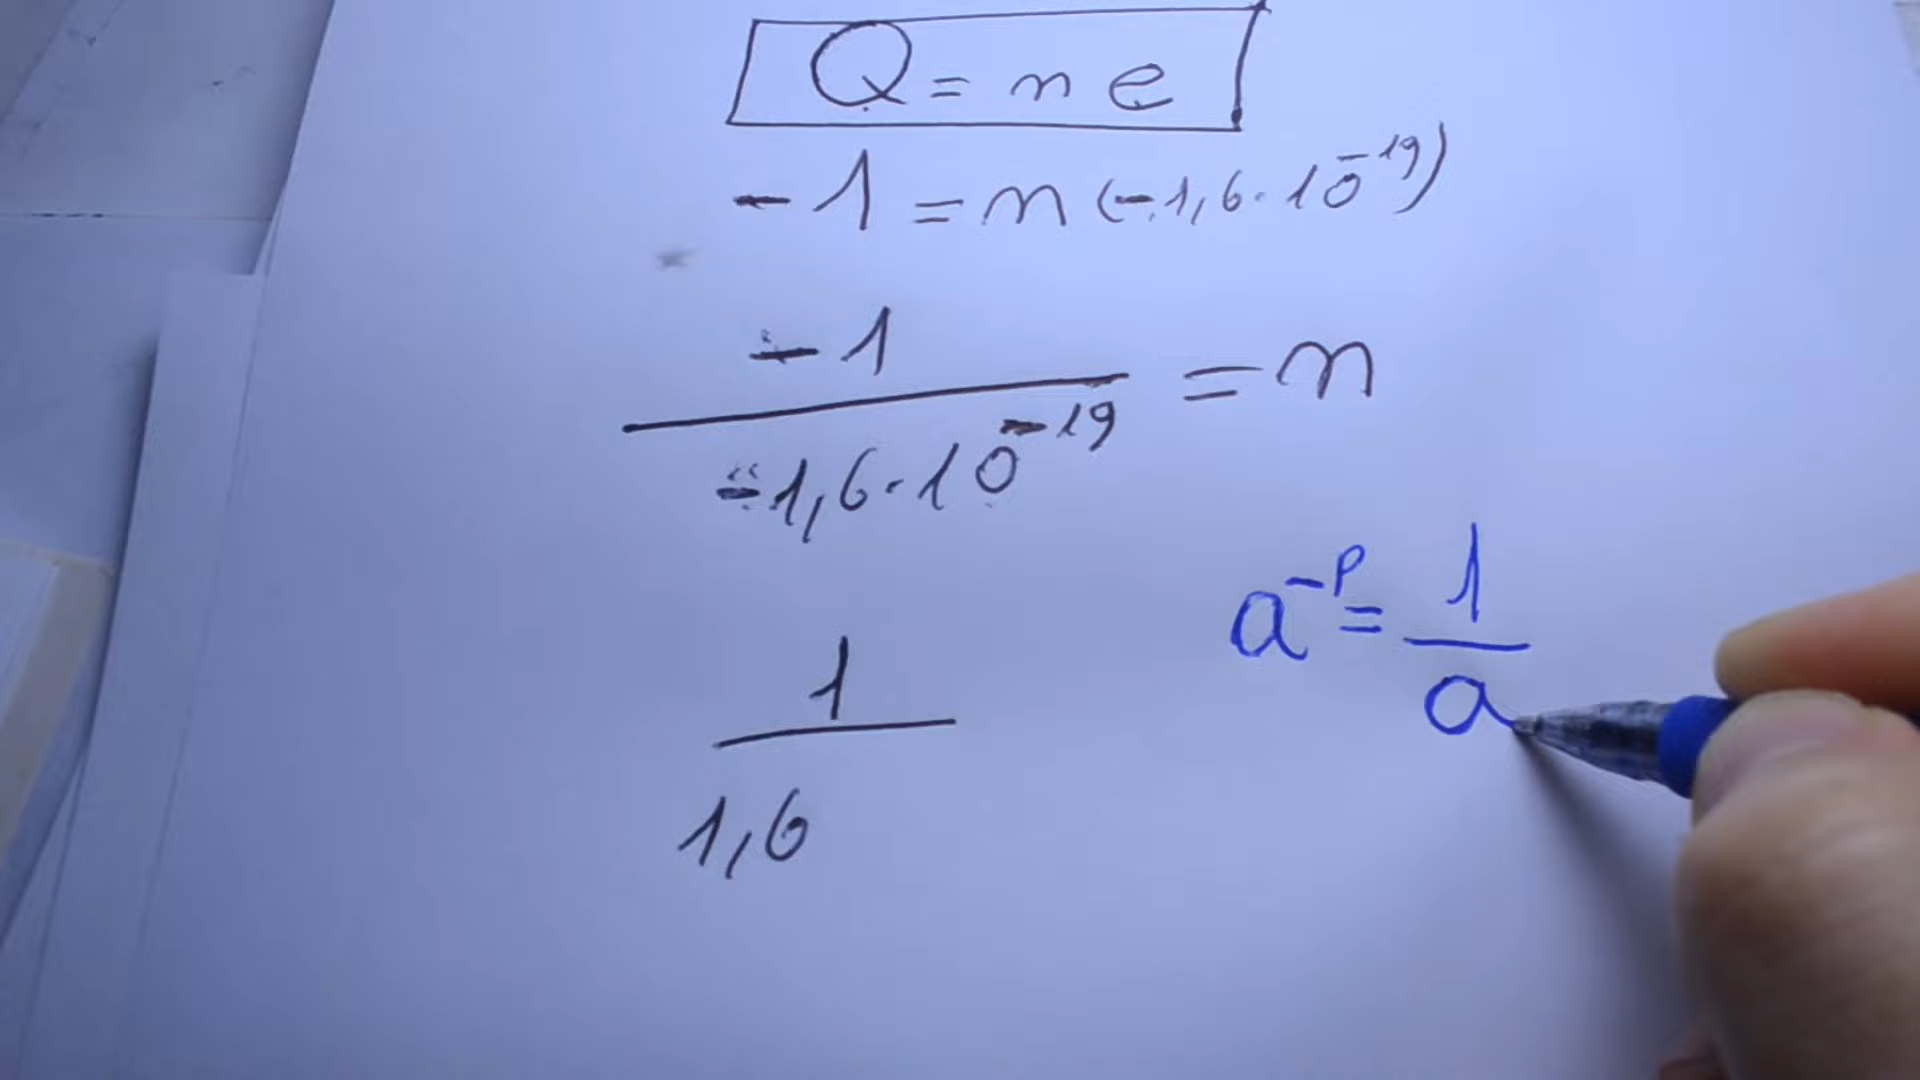 Q = n e
-1 = n (-1,6·10⁻¹⁹)
-1
-1,6·10⁻¹⁹
= n
a⁻ᵖ = 1
a
1
1,6